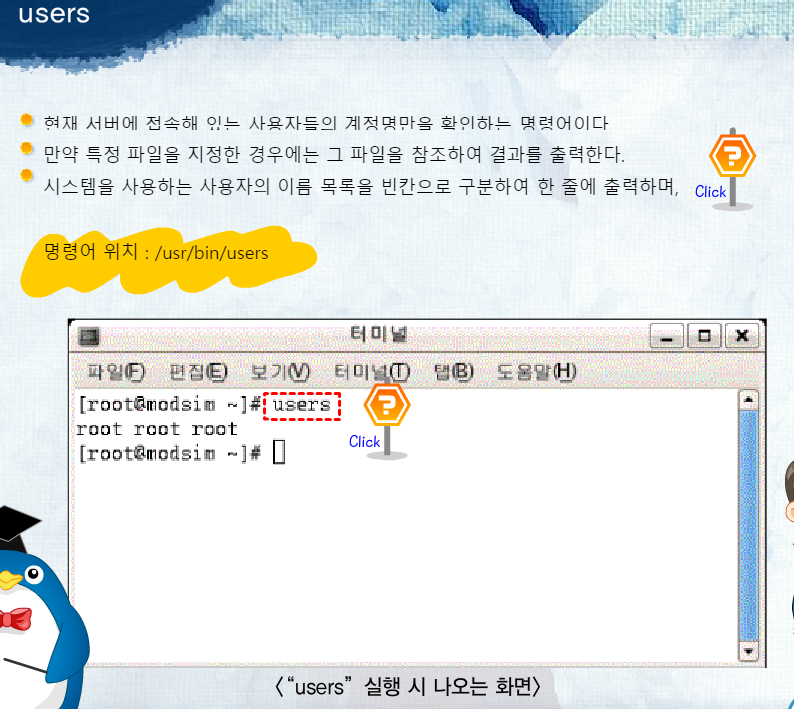 users
현재 서버에 접속해 있는 사용자들의 계정명만을 확인하는 명령어이다
만약 특정 파일을 지정한 경우에는 그 파일을 참조하여 결과를 출력한다.
시스템을 사용하는 사용자의 이름 목록을 빈칸으로 구분하여 한 줄에 출력하며,
?
Click
명령어 위치 : /usr/bin/users
터미널
파일(F) 편집(E) 보기(V) 터미널(T) 탭(B) 도움말(H)
[root@modsim ~]# users
root root root
[root@modsim ~]#
?
Click
〈“users” 실행 시 나오는 화면〉